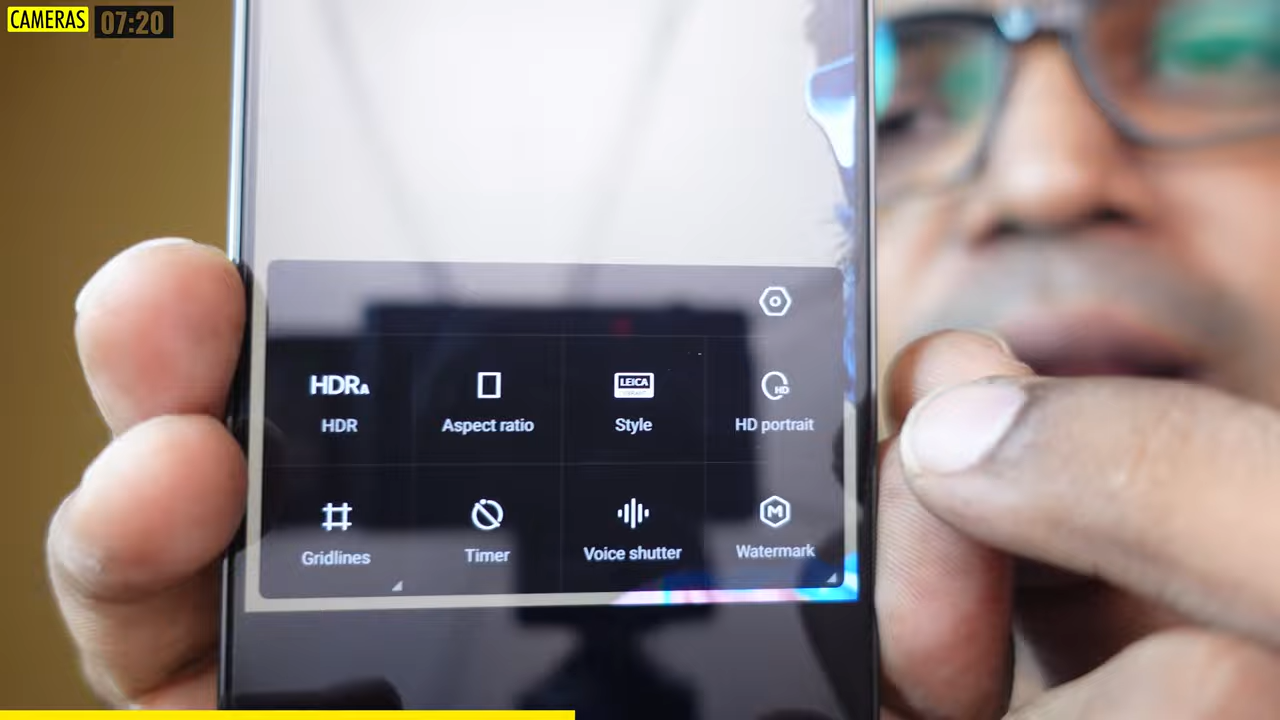 CAMERAS 07:20
HDRA
LEICA
HD
HDR
Aspect ratio
Style
HD portrait
M
Gridlines
Timer
Voice shutter
Watermark